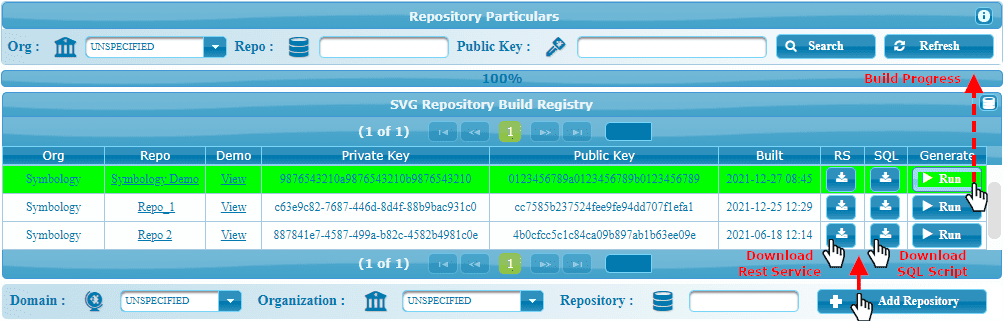 Repository Particulars
Org : UNSPECIFIED Repo : Public Key : Search Refresh
100%
Build Progress
SVG Repository Build Registry
(1 of 1) 1
Org Repo Demo Private Key Public Key Built RS SQL Generate
Symbology Symbology Demo View 9876543210a9876543210b9876543210 0123456789a0123456789b0123456789 2021-12-27 08:45 Run
Symbology Repo_1 View c63e9c82-7687-446d-8d4f-88b9bac931c0 cc7585b237524fee9fe94dd707f1efa1 2021-12-25 12:29 Run
Symbology Repo 2 View 887841e7-4587-499a-b82c-4582b4981c0e 4b0cfcc5c1c84ca09b897ab1b63ee09e 2021-06-18 12:14 Run
(1 of 1) 1
Download
Rest Service
Download
SQL Script
Domain : UNSPECIFIED Organization : UNSPECIFIED Repository : Add Repository